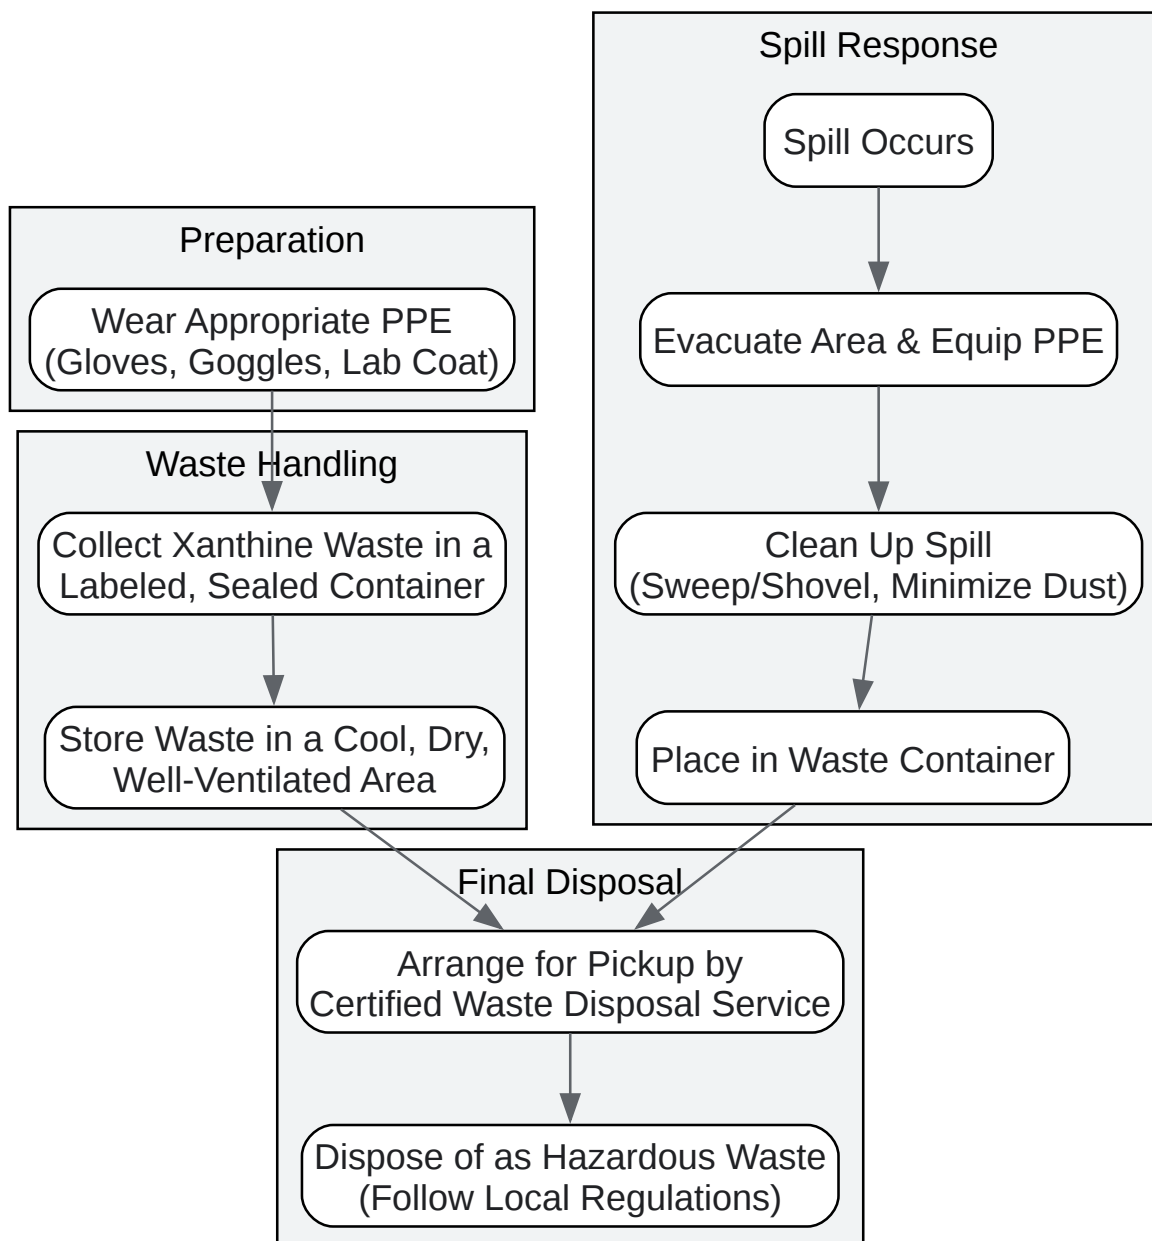 Preparation
Wear Appropriate PPE
(Gloves, Goggles, Lab Coat)
Waste Handling
Collect Xanthine Waste in a
Labeled, Sealed Container
Store Waste in a Cool, Dry,
Well-Ventilated Area
Spill Response
Spill Occurs
Evacuate Area & Equip PPE
Clean Up Spill
(Sweep/Shovel, Minimize Dust)
Place in Waste Container
Final Disposal
Arrange for Pickup by
Certified Waste Disposal Service
Dispose of as Hazardous Waste
(Follow Local Regulations)